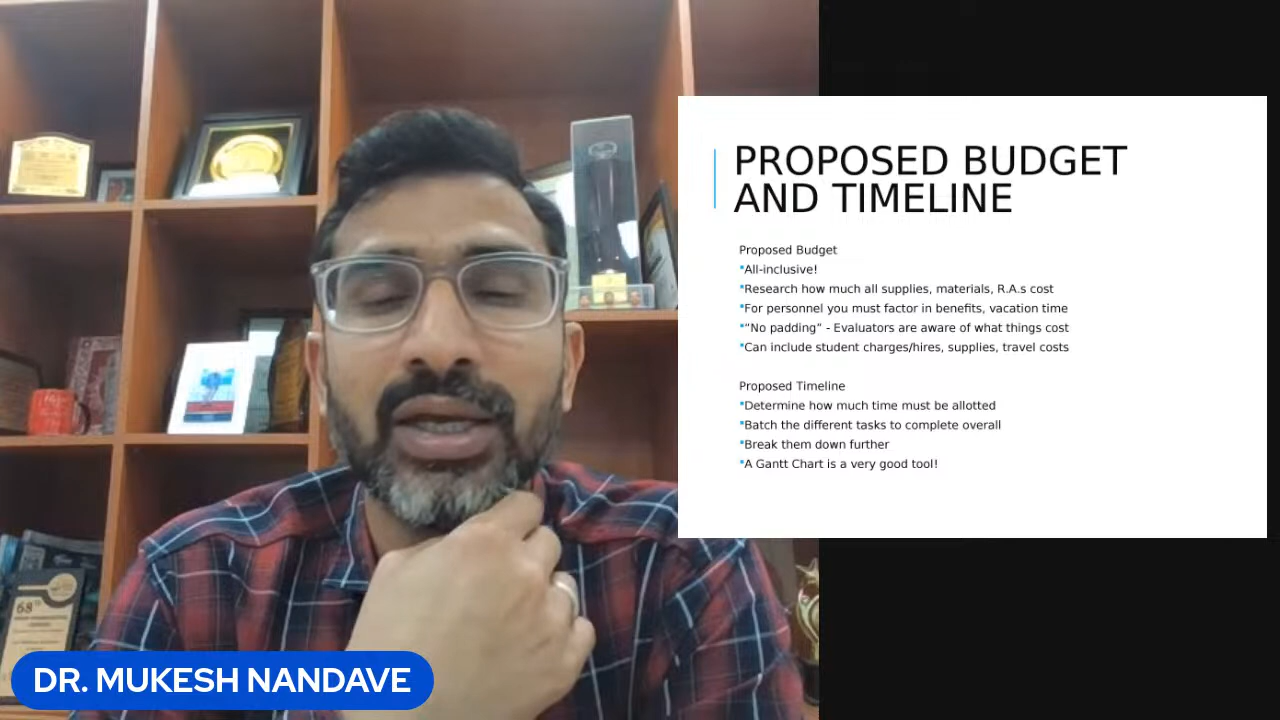 PROPOSED BUDGET
AND TIMELINE
Proposed Budget
▪All-inclusive!
▪Research how much all supplies, materials, R.A.s cost
▪For personnel you must factor in benefits, vacation time
▪“No padding” - Evaluators are aware of what things cost
▪Can include student charges/hires, supplies, travel costs
Proposed Timeline
▪Determine how much time must be allotted
▪Batch the different tasks to complete overall
▪Break them down further
▪A Gantt Chart is a very good tool!
68
DR. MUKESH NANDAVE